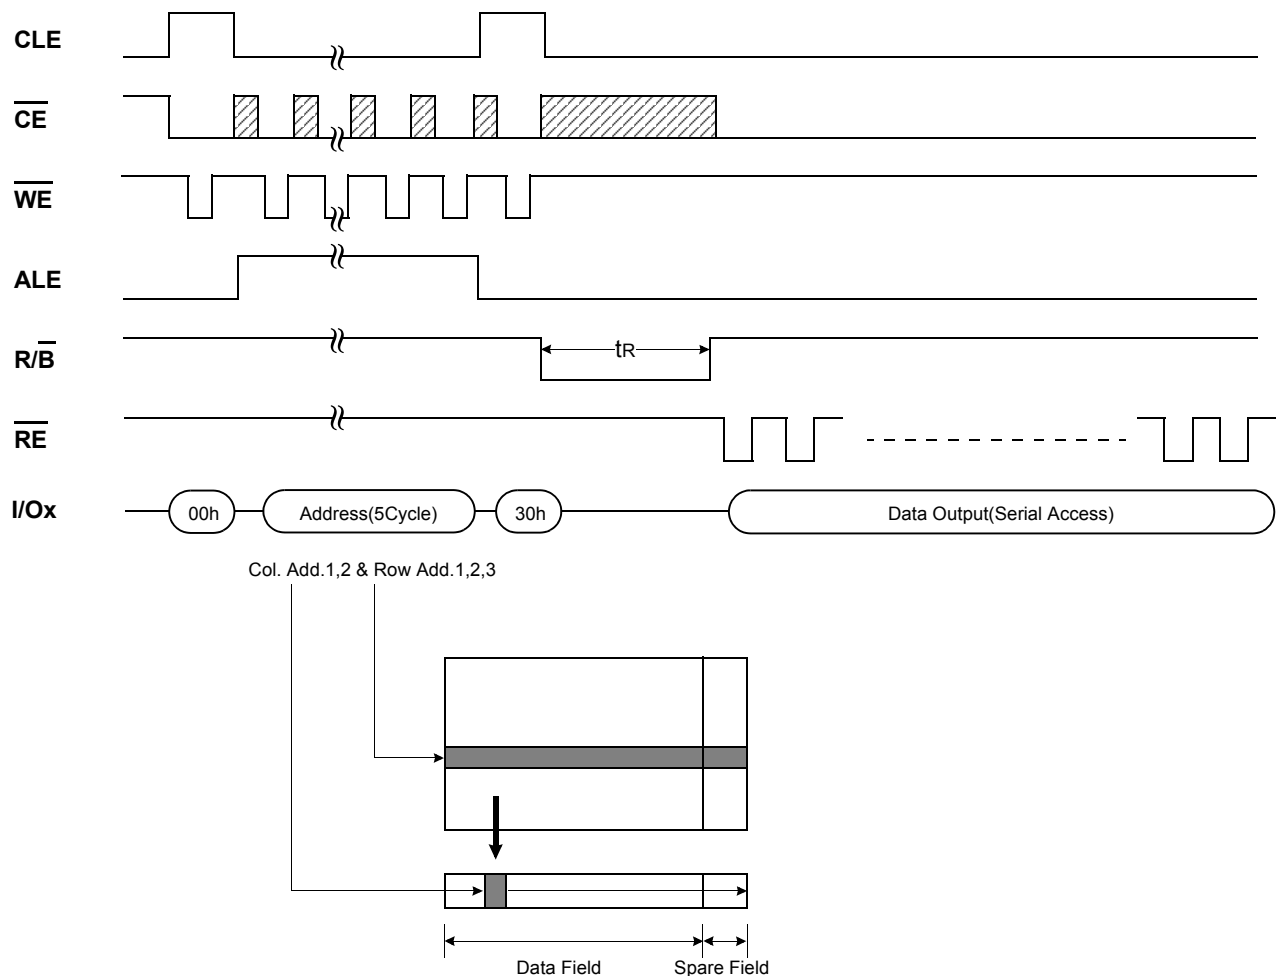 CLE
CE
WE
ALE
R/B
tR
RE
I/Ox
00h
Address(5Cycle)
30h
Data Output(Serial Access)
Col. Add.1,2 & Row Add.1,2,3
Data Field
Spare Field